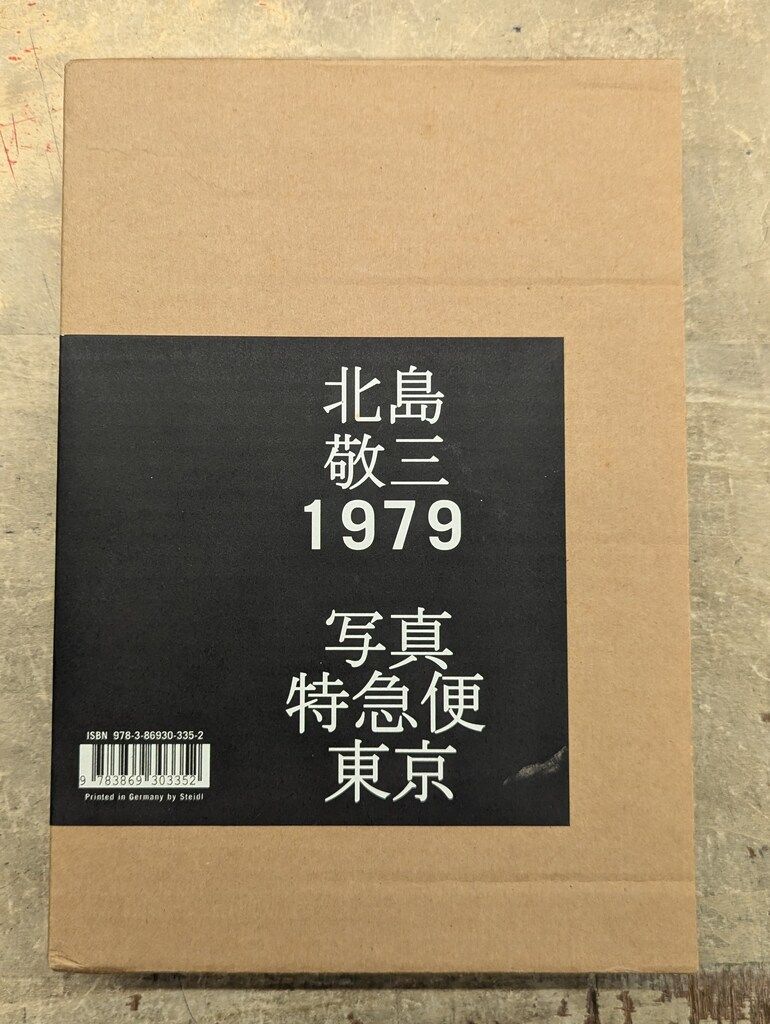 北島
敬三
1979
写真
特急便
東京
ISBN 978-3-86930-335-2
9 783869 303352
Printed in Germany by Steidl